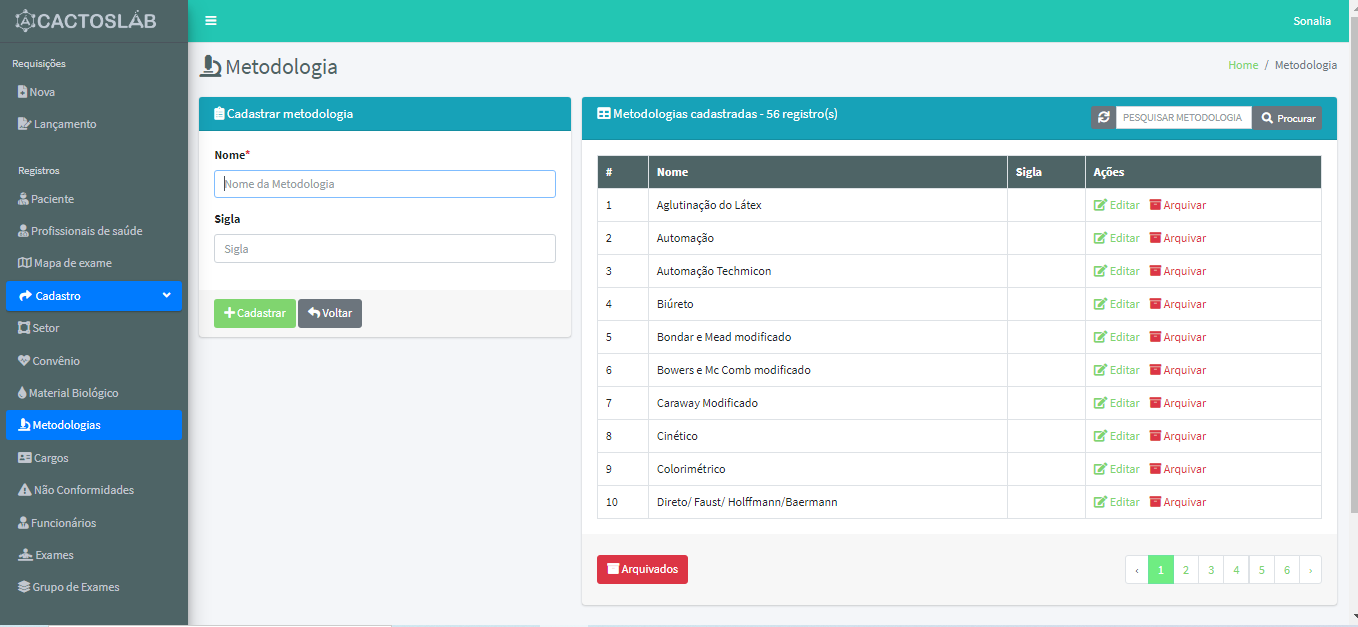 CACTOSLAB
Sonalia
Requisições
Nova
Lançamento
Registros
Paciente
Profissionais de saúde
Mapa de exame
Cadastro
Setor
Convênio
Material Biológico
Metodologias
Cargos
Não Conformidades
Funcionários
Exames
Grupo de Exames
Metodologia
Home / Metodologia
Cadastrar metodologia
Nome*
Nome da Metodologia
Sigla
Sigla
Cadastrar Voltar
Metodologias cadastradas - 56 registro(s)
PESQUISAR METODOLOGIA Procurar
# Nome Sigla Ações
1 Aglutinação do Látex Editar Arquivar
2 Automação Editar Arquivar
3 Automação Techmicon Editar Arquivar
4 Biúreto Editar Arquivar
5 Bondar e Mead modificado Editar Arquivar
6 Bowers e Mc Comb modificado Editar Arquivar
7 Caraway Modificado Editar Arquivar
8 Cinético Editar Arquivar
9 Colorimétrico Editar Arquivar
10 Direto/ Faust/ Holffmann/Baermann Editar Arquivar
Arquivados
‹ 1 2 3 4 5 6 ›